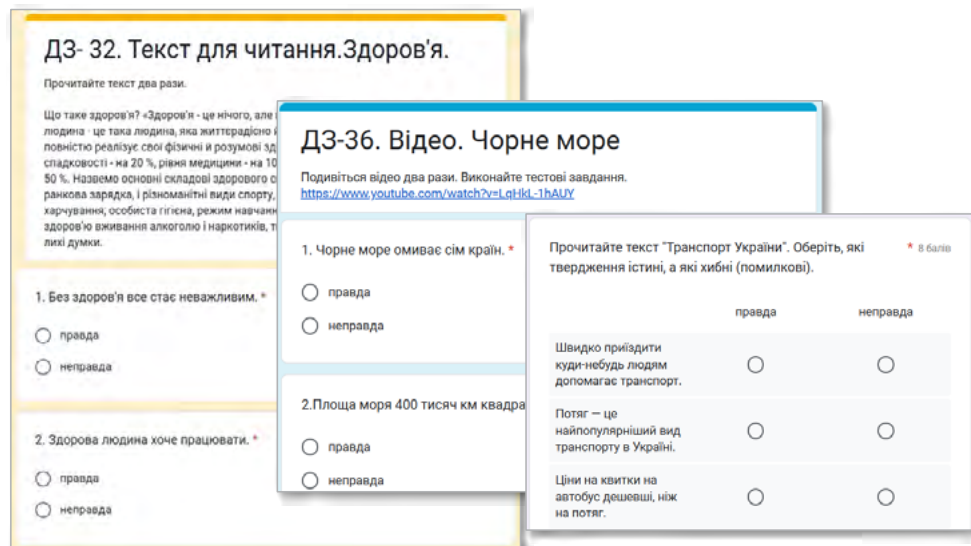 ДЗ- 32. Текст для читання.Здоров'я.
Прочитайте текст два рази.
Що таке здоров'я? «Здоров'я - це нічого, але
людина - це така людина, яка життєрадісно
повністю реалізує свої фізичні й розумові
спадковості - на 20 %, рівня медицини - на 10
50 %. Назвемо основні складові здорового
ранкова зарядка, і різноманітні види спорту,
харчування, особиста гігієна, режим
здоров'ю вживання алкоголю і наркотиків,
лихі думки.
1. Без здоров'я все стає неважливим. *
правда
неправда
2. Здорова людина хоче працювати. *
правда
неправда
ДЗ-36. Відео. Чорне море
Подивіться відео два рази. Виконайте тестові завдання.
https://www.youtube.com/watch?v=LqHkL-1hAUY
1. Чорне море омиває сім країн. *
правда
неправда
2.Площа моря 400 тисяч км
правда
неправда
Прочитайте текст "Транспорт України". Оберіть, які * 8 балів
твердження істині, а які хибні (помилкові).
правда неправда
Швидко приїздити
куди-небудь людям
допомагає транспорт.
Потяг — це
найпопулярніший вид
транспорту в Україні.
Ціни на квитки на
автобус дешевші, ніж
на потяг.